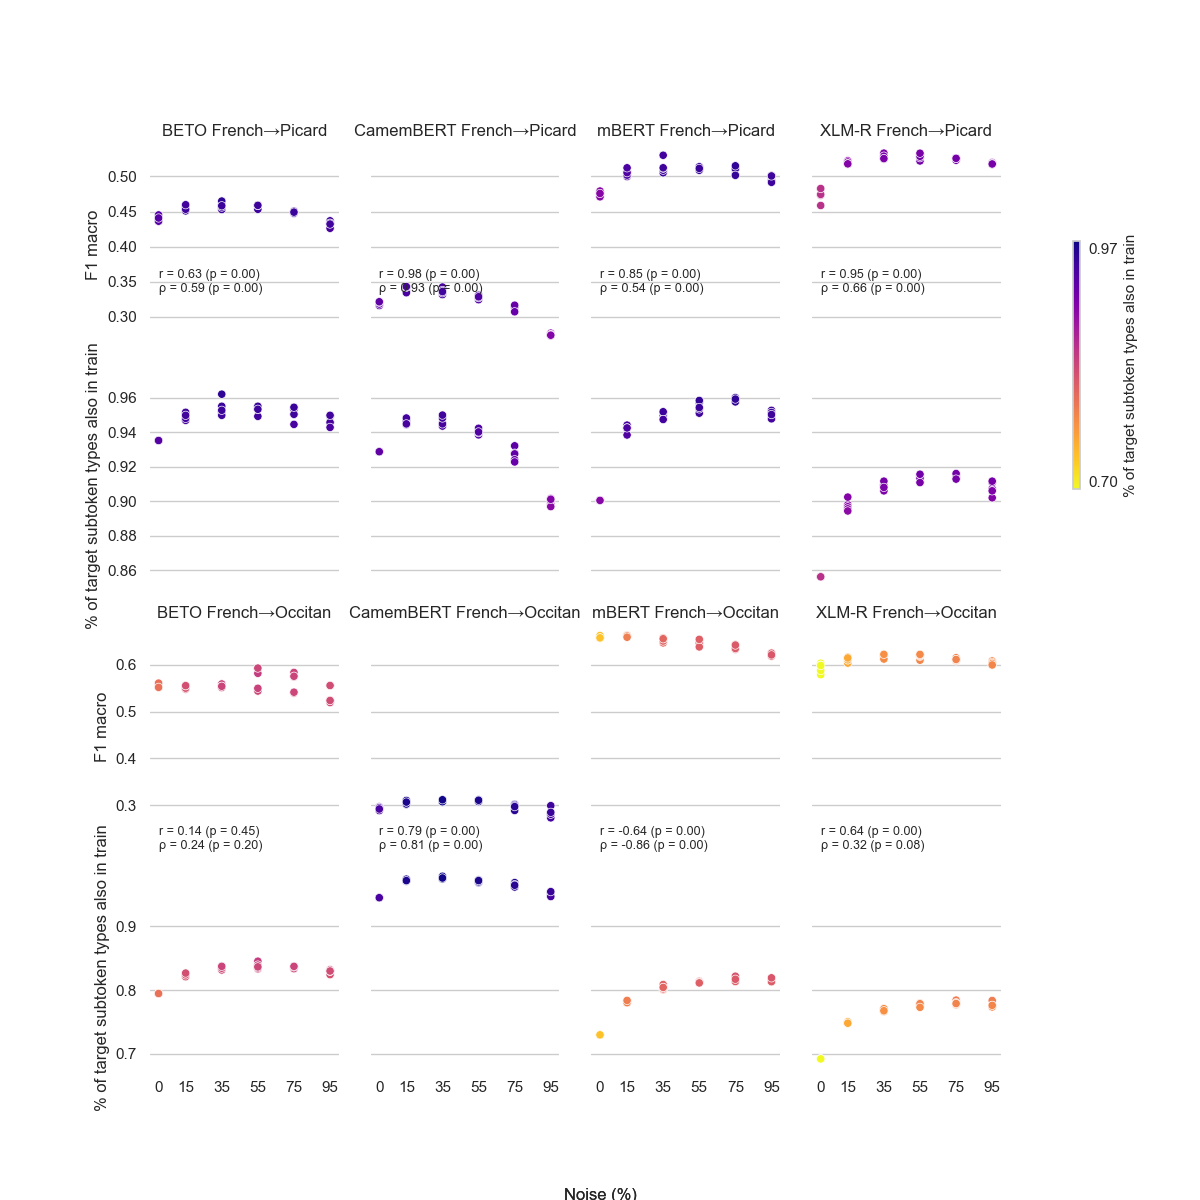 BETO French→Picard
CamemBERT French→Picard
mBERT French→Picard
XLM-R French→Picard
F1 macro
0.50
0.45
0.40
0.35
0.30
r = 0.63 (p = 0.00)
ρ = 0.59 (p = 0.00)
r = 0.98 (p = 0.00)
ρ = 0.93 (p = 0.00)
r = 0.85 (p = 0.00)
ρ = 0.54 (p = 0.00)
r = 0.95 (p = 0.00)
ρ = 0.66 (p = 0.00)
0.97
0.70
% of target subtoken types also in train
% of target subtoken types also in train
0.96
0.94
0.92
0.90
0.88
0.86
BETO French→Occitan
CamemBERT French→Occitan
mBERT French→Occitan
XLM-R French→Occitan
F1 macro
0.6
0.5
0.4
0.3
r = 0.14 (p = 0.45)
ρ = 0.24 (p = 0.20)
r = 0.79 (p = 0.00)
ρ = 0.81 (p = 0.00)
r = -0.64 (p = 0.00)
ρ = -0.86 (p = 0.00)
r = 0.64 (p = 0.00)
ρ = 0.32 (p = 0.08)
% of target subtoken types also in train
0.9
0.8
0.7
0 15 35 55 75 95
0 15 35 55 75 95
0 15 35 55 75 95
0 15 35 55 75 95
Noise (%)